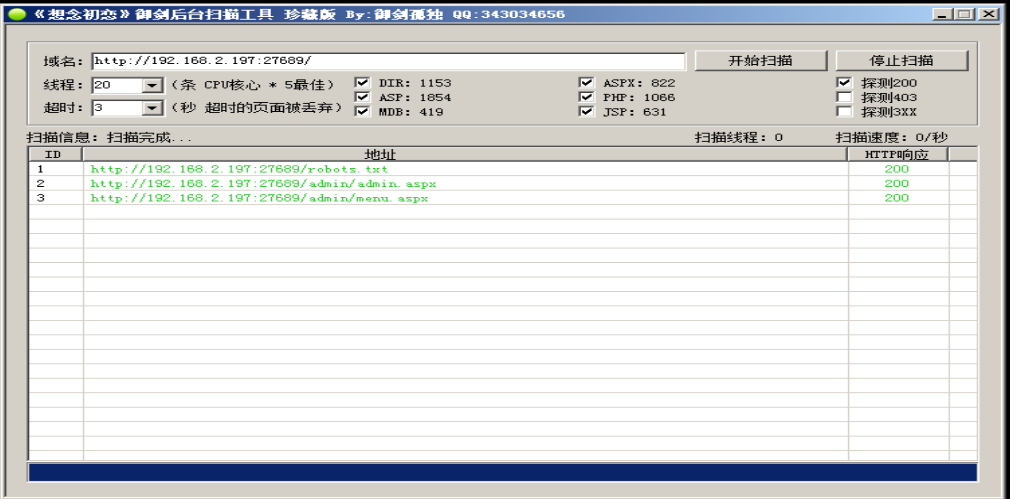 《想念初恋》御剑后台扫描工具 珍藏版 By:御剑孤独 QQ:343034656
域名: http://192.168.2.197:27689/ 开始扫描 停止扫描
线程: 20 (条 CPU核心 * 5最佳) DIR: 1153 ASPX: 822 探测200
ASP: 1854 PHP: 1066 探测403
超时: 3 (秒 超时的页面被丢弃) MDB: 419 JSP: 631 探测3XX
扫描信息: 扫描完成... 扫描线程: 0 扫描速度: 0/秒
ID 地址 HTTP响应
1 http://192.168.2.197:27689/robots.txt 200
2 http://192.168.2.197:27689/admin/admin.aspx 200
3 http://192.168.2.197:27689/admin/menu.aspx 200